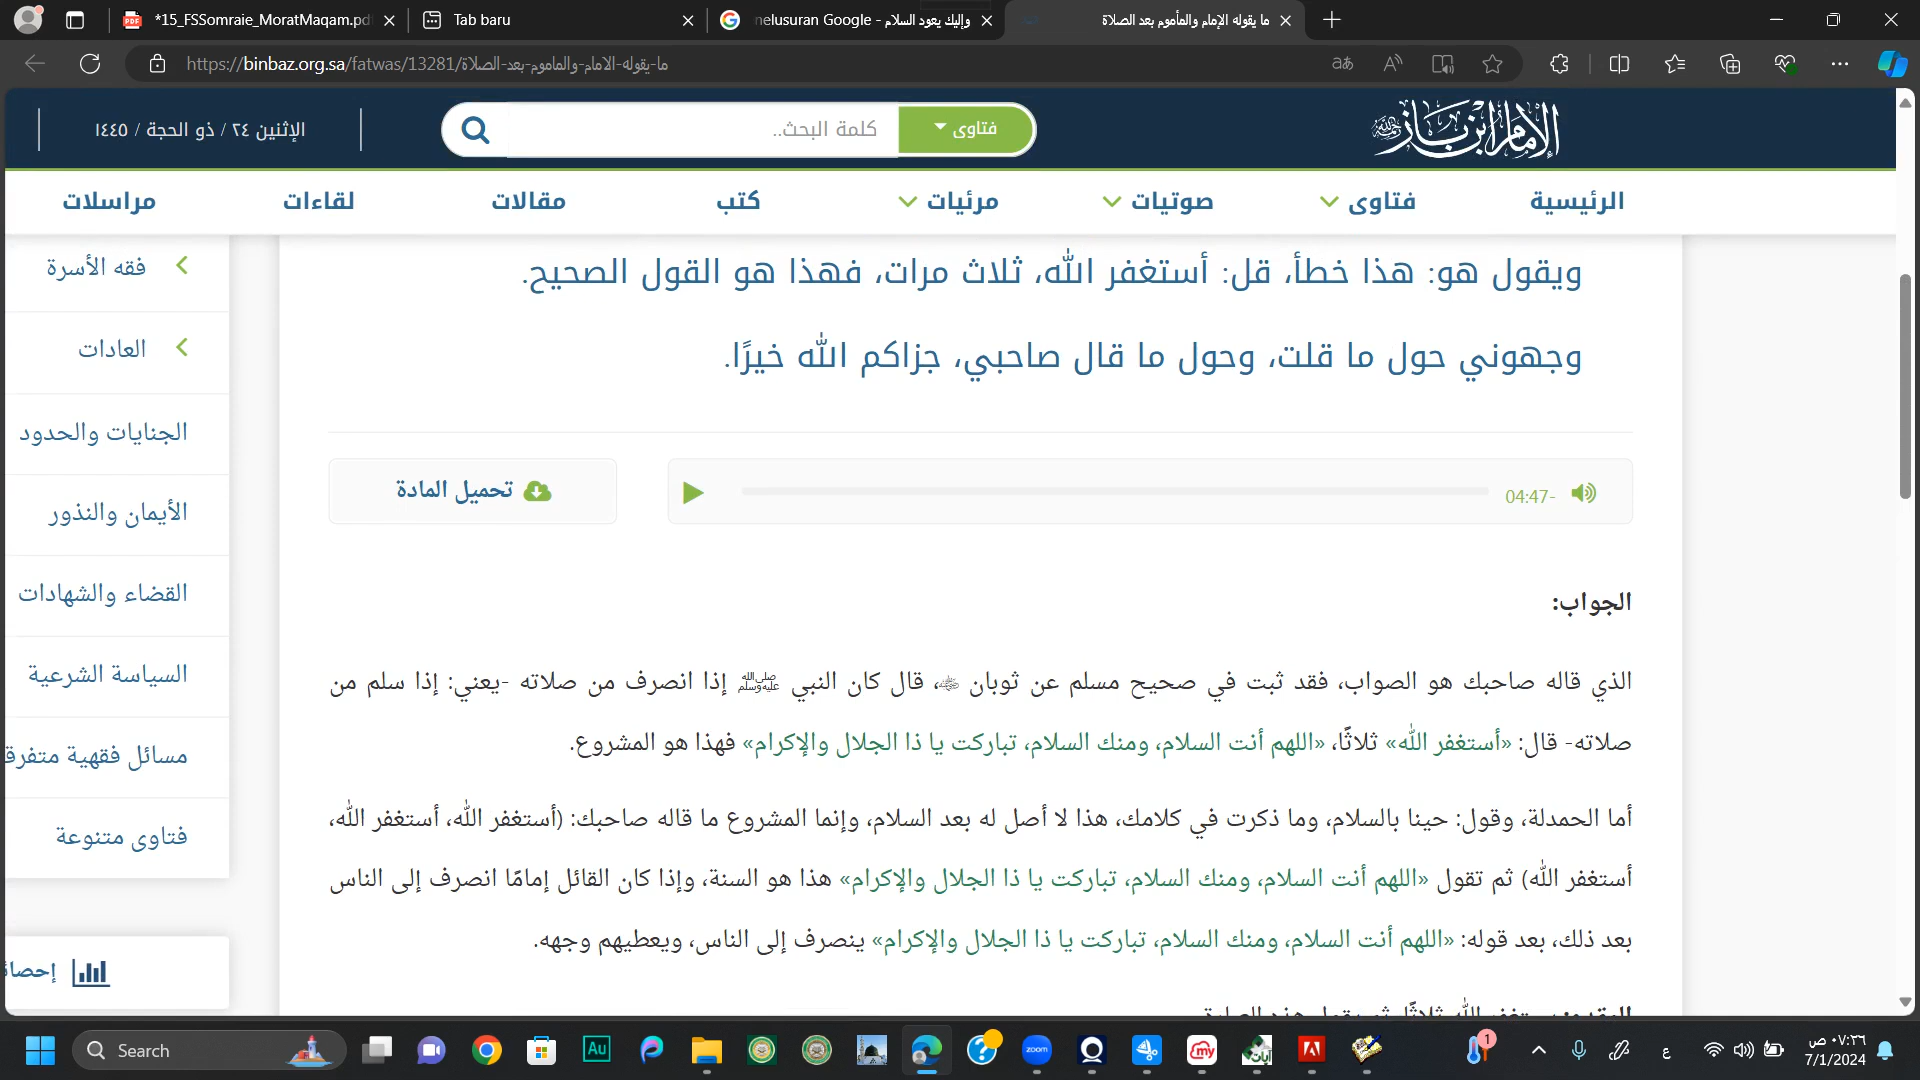 *15_FSSomraie_MoratMaqam.pd
Tab baru
وإليك يعود السلام - nelusuran Google
ما يقوله الإمام والمأموم بعد الصلاة
https://binbaz.org.sa/fatwas/13281/ما-يقوله-الامام-والماموم-بعد-الصلاة
الإمام ابن باز
فتاوى
كلمة البحث..
الإثنين ٢٤ / ذو الحجة / ١٤٤٥
الرئيسية
فتاوى
صوتيات
مرئيات
كتب
مقالات
لقاءات
مراسلات
ويقول هو: هذا خطأ، قل: أستغفر الله، ثلاث مرات، فهذا هو القول الصحيح.
وجهوني حول ما قلت، وحول ما قال صاحبي، جزاكم الله خيرًا.
04:47-
تحميل المادة
الجواب:
الذي قاله صاحبك هو الصواب، فقد ثبت في صحيح مسلم عن ثوبان ﷺ، قال كان النبي ﷺ إذا انصرف من صلاته -يعني: إذا سلم من
صلاته- قال: «أستغفر الله» ثلاثًا، «اللهم أنت السلام، ومنك السلام، تباركت يا ذا الجلال والإكرام» فهذا هو المشروع.
أما الحمدلة، وقول: حينا بالسلام، وما ذكرت في كلامك، هذا لا أصل له بعد السلام، وإنما المشروع ما قاله صاحبك: (أستغفر الله، أستغفر الله،
أستغفر الله) ثم تقول «اللهم أنت السلام، ومنك السلام، تباركت يا ذا الجلال والإكرام» هذا هو السنة، وإذا كان القائل إمامًا انصرف إلى الناس
بعد ذلك، بعد قوله: «اللهم أنت السلام، ومنك السلام، تباركت يا ذا الجلال والإكرام» ينصرف إلى الناس، ويعطيهم وجهه.
فقه الأسرة
العادات
الجنايات والحدود
الأيمان والنذور
القضاء والشهادات
السياسة الشرعية
مسائل فقهية متفرق
فتاوى متنوعة
إحصائ
Search
Au
zoom
my
1
ع
٠٧:٣٦ ص
7/1/2024